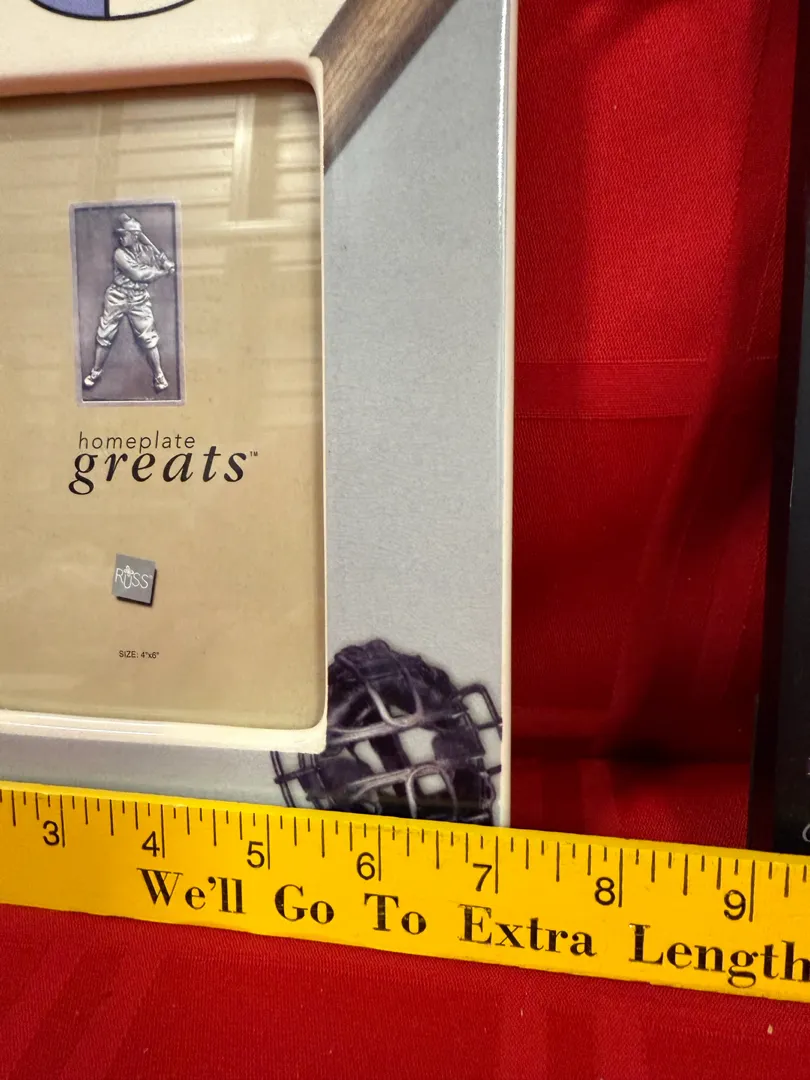 homeplate
greats™
RUSS
SIZE: 4"x6"
3 4 5 6 7 8 9
We'll Go To Extra Length